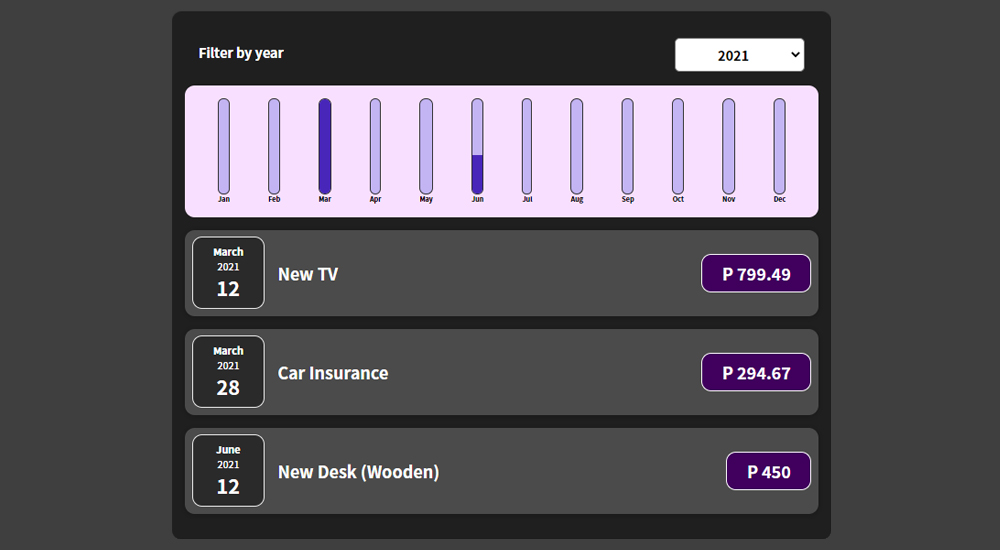 Filter by year
2021
Jan Feb Mar Apr May Jun Jul Aug Sep Oct Nov Dec
March
2021
12
New TV
P 799.49
March
2021
28
Car Insurance
P 294.67
June
2021
12
New Desk (Wooden)
P 450